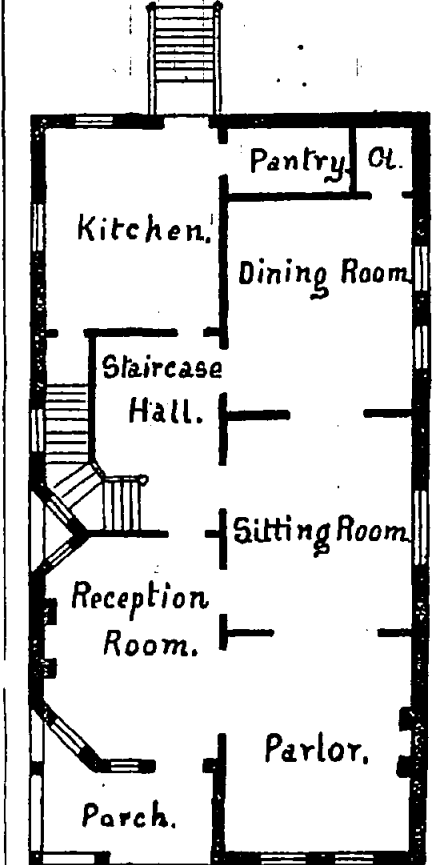 Pantry. Cl.
Kitchen.
Dining Room
Staircase
Hall.
Sitting Room
Reception
Room.
Parlor.
Porch.